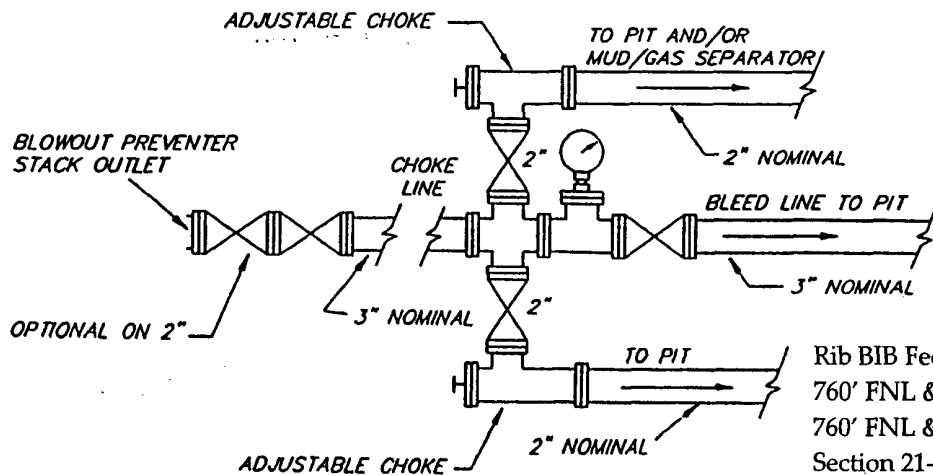 ADJUSTABLE CHOKE
TO PIT AND/OR
MUD/GAS SEPARATOR
BLOWOUT PREVENTER
STACK OUTLET
2"
CHOKE
LINE
2" NOMINAL
BLEED LINE TO PIT
OPTIONAL ON 2"
3" NOMINAL
2"
3" NOMINAL
TO PIT
ADJUSTABLE CHOKE
2" NOMINAL
Rib BIB
760' FNL &
760' FNL &
Section 21-